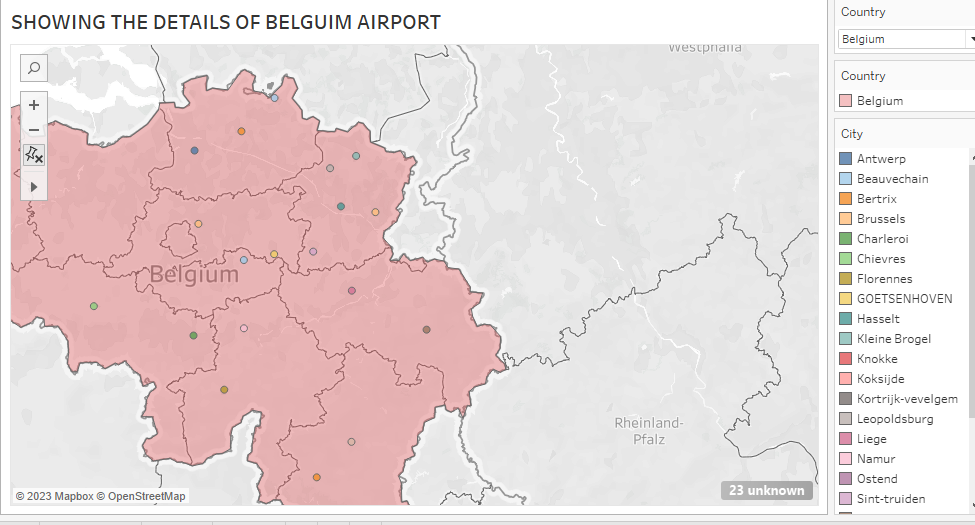 SHOWING THE DETAILS OF BELGUIM AIRPORT
Westphalia
Belgium
Rheinland-
Pfalz
© 2023 Mapbox © OpenStreetMap
23 unknown
Country
Belgium
Country
Belgium
City
Antwerp
Beauvechain
Bertrix
Brussels
Charleroi
Chievres
Florennes
GOETSENHOVEN
Hasselt
Kleine Brogel
Knokke
Koksijde
Kortrijk-vevelgem
Leopoldsburg
Liege
Namur
Ostend
Sint-truiden